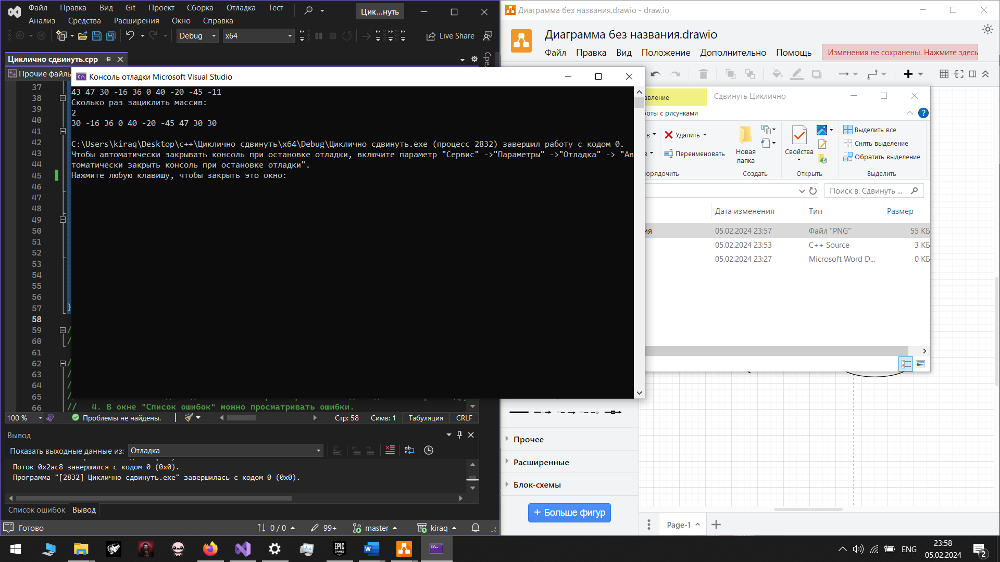 Файл Правка Вид Git Проект Сборка Отладка Тест
Цик...нуть
Анализ Средства Расширения Окно Справка
Debug x64 Live Share
Циклично сдвинуть.cpp
Прочие файлы
37
38
39
40
41
42
43
44
45
46
47
48
49
50
51
52
53
54
55
56
57 }
58
59 /
60 /
61
62 /
63 /
64 /
65 /
66 // 4. В окне "Список ошибок" можно просматривать ошибки.
100 % Проблемы не найдены. Стр: 58 Симв: 1 Табуляция CRLF
Вывод
Показать выходные данные из: Отладка
Поток 0x2ac8 завершился с кодом 0 (0x0).
Программа "[2832] Циклично сдвинуть.exe" завершилась с кодом 0 (0x0).
Список ошибок Вывод
Готово 0 / 0 99+ master kiraq
Консоль отладки Microsoft Visual Studio
43 47 30 -16 36 0 40 -20 -45 -11
Сколько раз зациклить массив:
2
30 -16 36 0 40 -20 -45 47 30 30
C:\Users\kiraq\Desktop\c++\Циклично сдвинуть\x64\Debug\Циклично сдвинуть.exe (процесс 2832) завершил работу с кодом 0.
Чтобы автоматически закрывать консоль при остановке отладки, включите параметр "Сервис" ->"Параметры" ->"Отладка" -> "Ав
томатически закрыть консоль при остановке отладки".
Нажмите любую клавишу, чтобы закрыть это окно:
Диаграмма без названия.drawio - draw.io
Диаграмма без названия.drawio
Файл Правка Вид Положение Дополнительно Помощь
Изменения не сохранены. Нажмите здесь
авление Сдвинуть Циклично
боты с рисунками
?
в Удалить
в Переименовать
Новая
папка
Свойства
Выделить все
Снять выделение
Обратить выделение
орядочить Создать Открыть Выделить
Поиск в: Сдвинуть ...
Дата изменения Тип Размер
ия 05.02.2024 23:57 Файл "PNG" 55 КБ
05.02.2024 23:53 C++ Source 3 КБ
05.02.2024 23:27 Microsoft Word D... 0 КБ
Прочее
Расширенные
Блок-схемы
+ Больше фигур
Page-1
EPIC GAMES
ENG
23:58
05.02.2024
2